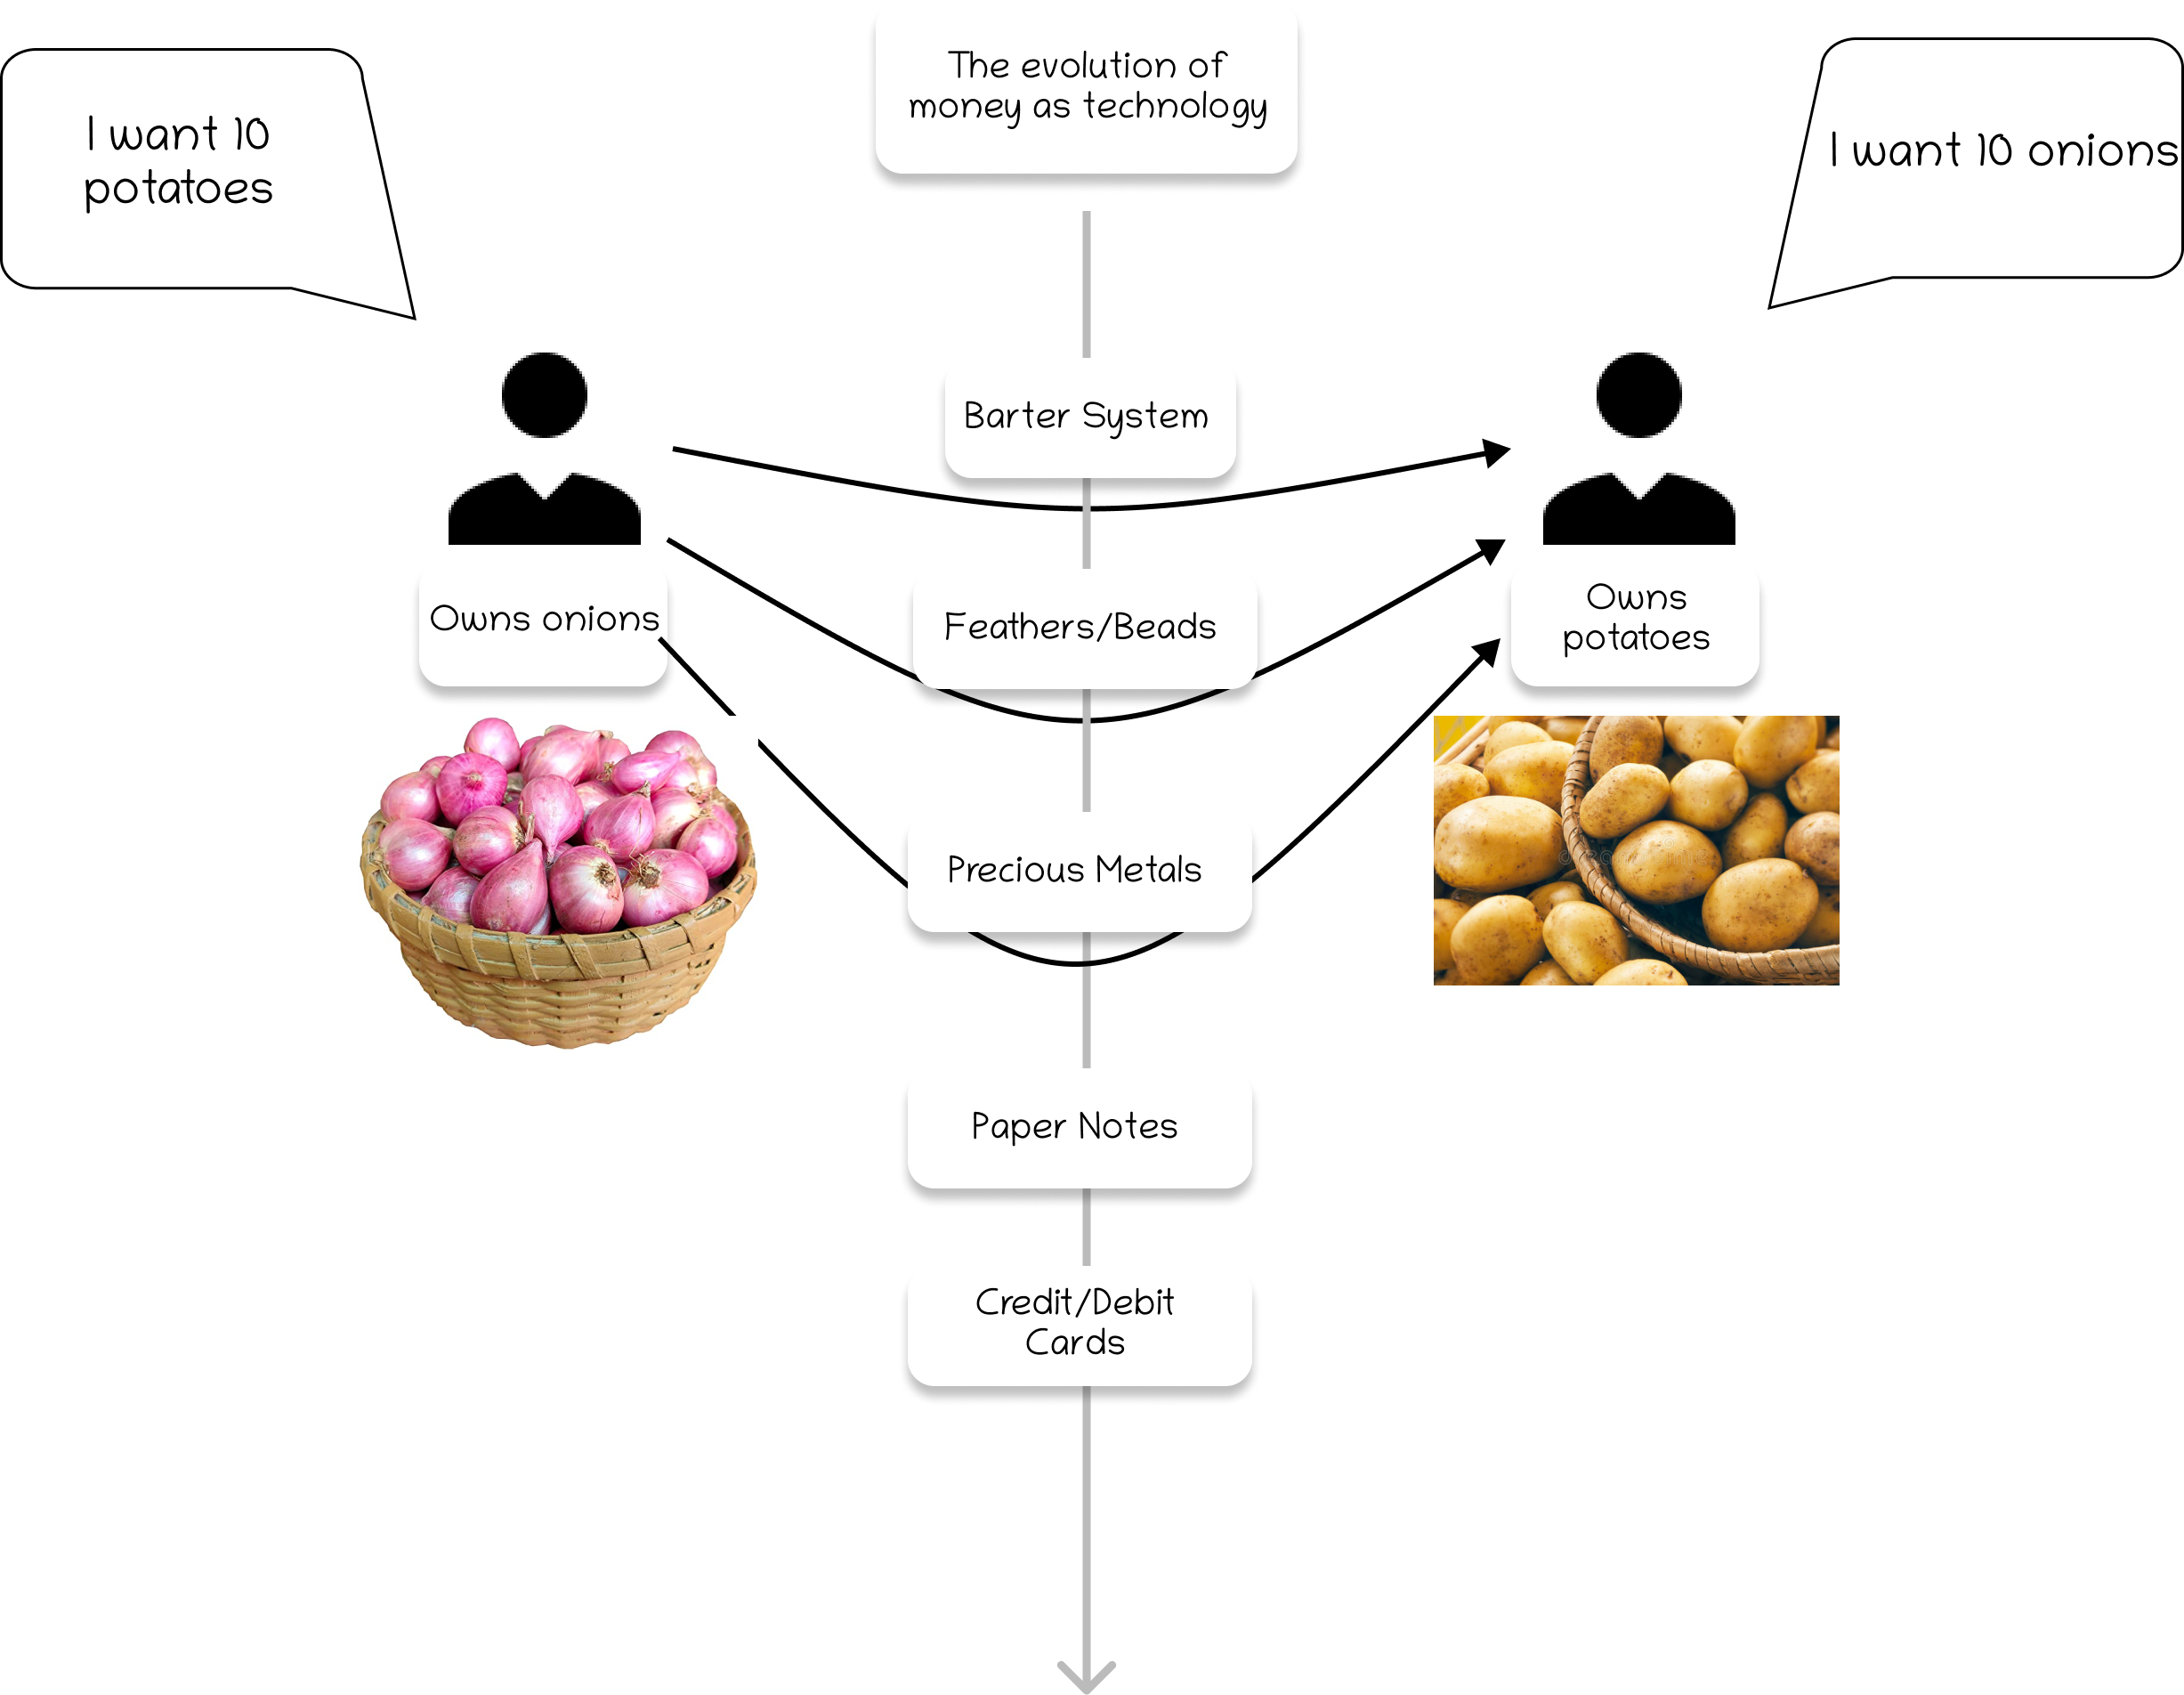 The evolution of
money as technology
I want 10
potatoes
I want 10 onions
Barter System
Owns onions
Feathers/Beads
Owns
potatoes
Precious Metals
Paper Notes
Credit/Debit
Cards